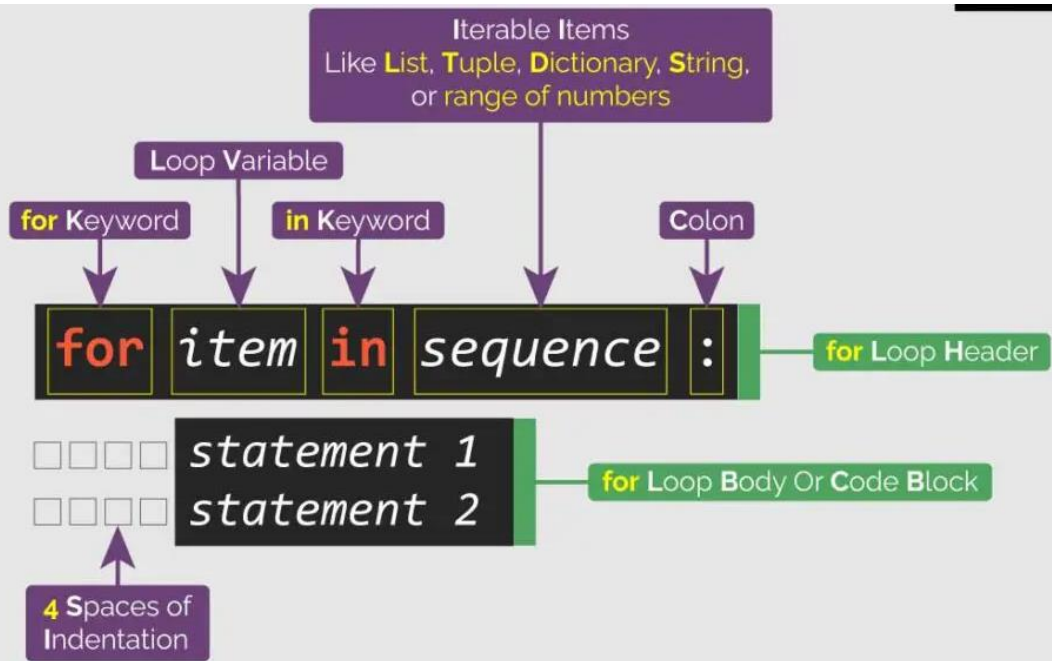 Iterable Items
Like List, Tuple, Dictionary, String,
or range of numbers
Loop Variable
for Keyword
in Keyword
Colon
for item in sequence :
for Loop Header
statement 1
statement 2
for Loop Body Or Code Block
4 Spaces of
Indentation